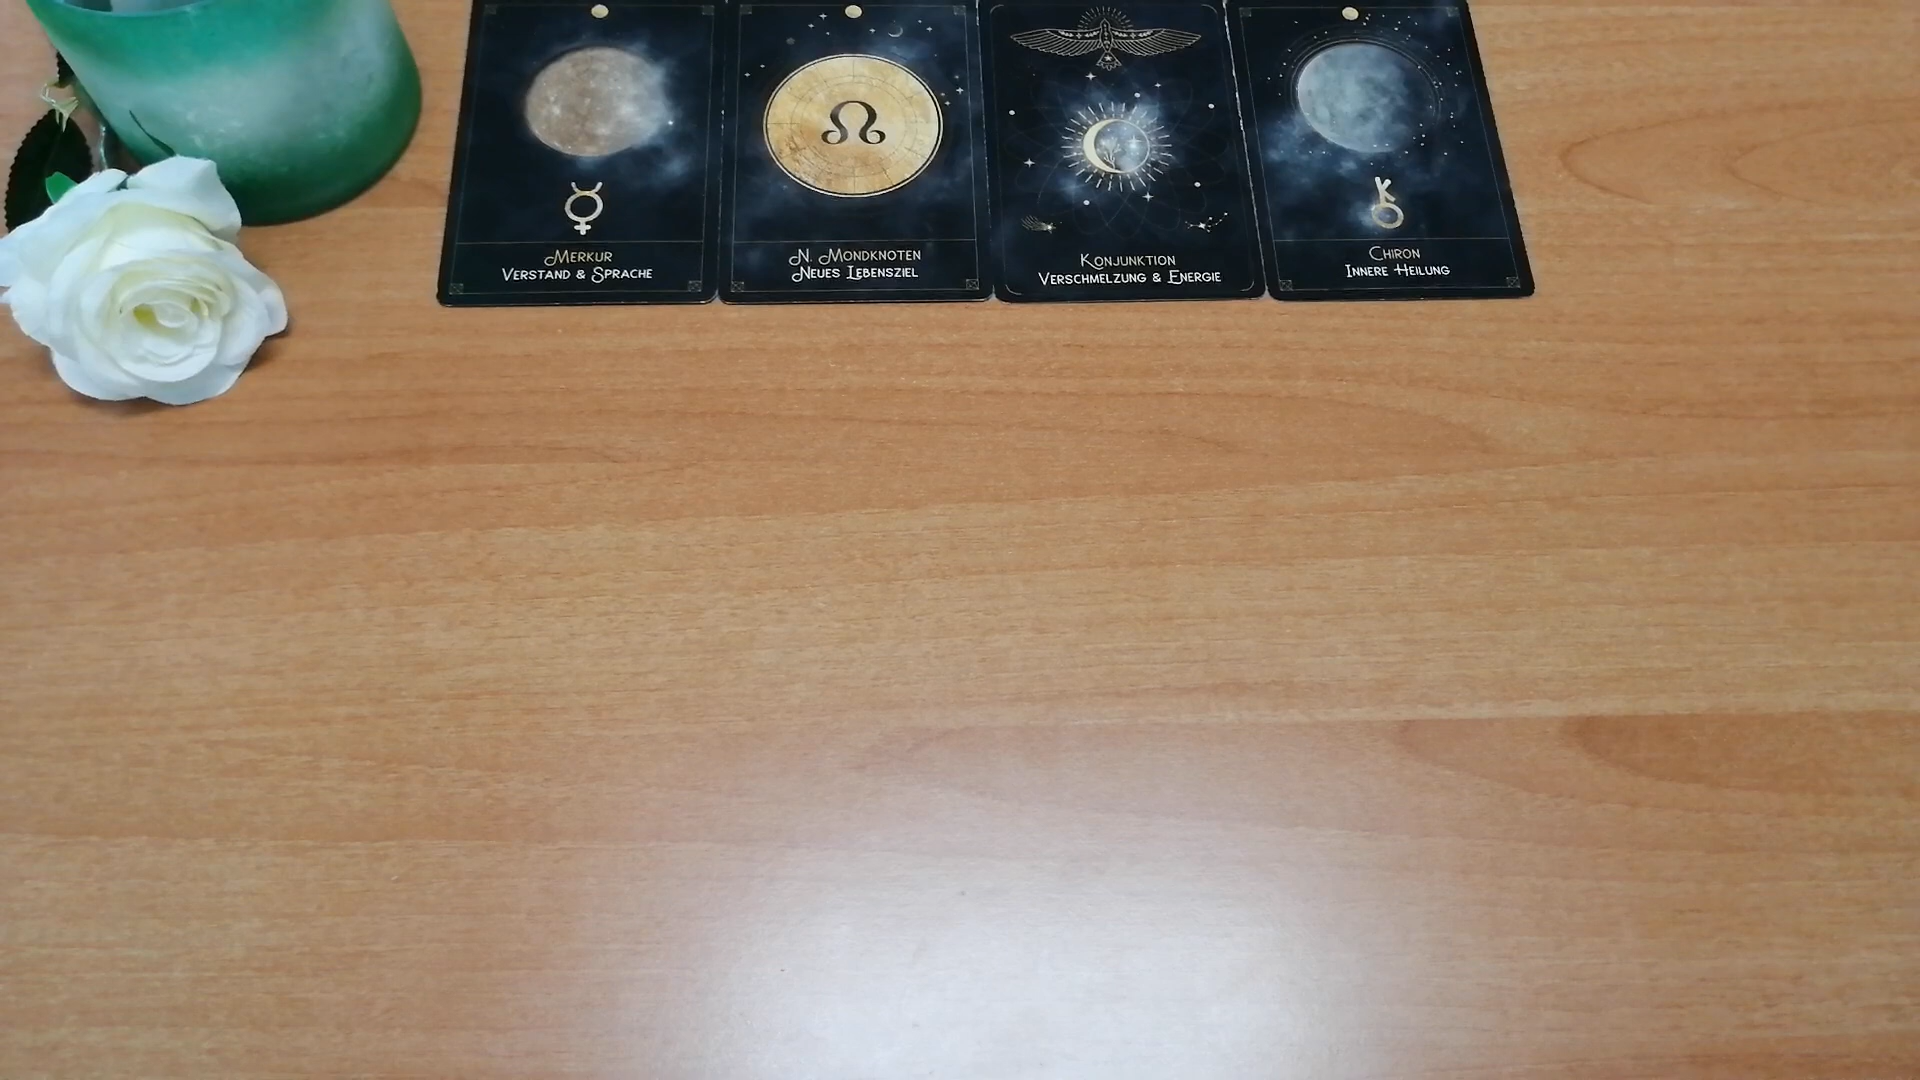 Merkur
Verstand & Sprache
N. Mondknoten
Neues Lebensziel
Konjunktion
Verschmelzung & Energie
Chiron
Innere Heilung